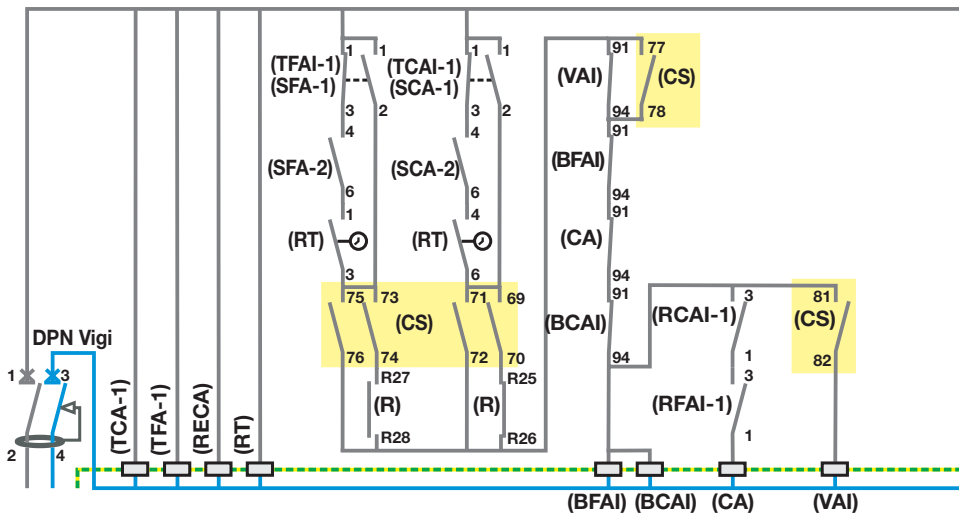 1 1 1 1 91 77
(TFAI-1) (TCAI-1) (VAI) (CS)
(SFA-1) (SCA-1)
3 2 3 2 94 78
4 4 91
(SFA-2) (SCA-2) (BFAI)
6 6 94
1 4 91
(RT) (RT) (CA)
3 6 94
75 73 71 69 91 3 81
(CS) (BCAI) (RCAI-1) (CS)
76 74 72 70 94 1 82
DPN Vigi
1 3 R27 R25 3
(R) (R) (RFAI-1)
R28 R26 1
2 4
(TCA-1) (TFA-1) (RECA) (RT)
(BFAI) (BCAI) (CA) (VAI)